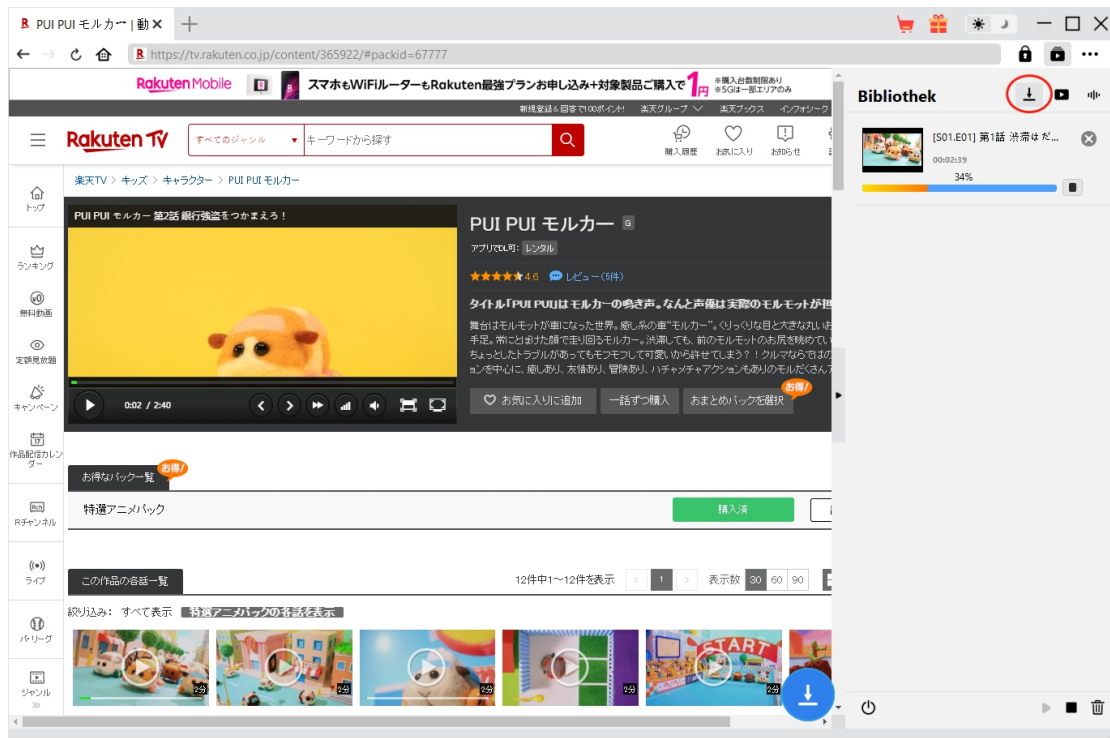 PUI PUI モルカー | 動
https://tv.rakuten.co.jp/content/365922/#packid=67777
Rakuten Mobile
スマホもWiFiルーターもRakuten最強プランお申し込み+対象製品ご購入で1円
※購入台数制限あり
※5Gは一部エリアのみ
新規登録&回答で100ポイント!
楽天グループ
楽天ブックス
インフォシーク
Rakuten TV
すべてのジャンル
キーワードから探す
購入履歴
お気に入り
お知らせ
楽天TV > キッズ > キャラクター > PUI PUI モルカー
トップ
ランキング
無料動画
定額見放題
キャンペーン
17
作品配信カレン
ダー
Rch
Rチャンネル
ライブ
パ・リーグ
ジャンル
PUI PUI モルカー 第2話 銀行強盗をつかまえろ!
0:02 / 2:40
PUI PUI モルカー G
アプリでDL可: レンタル
4.6 レビュー(5件)
タイトル「PUI PUI」はモルカーの鳴き声。なんと声優は実際のモルモットが担
舞台はモルモットが車になった世界。癒し系の車"モルカー"。くりっくりな目と大きな丸いお
手足。常にとぼけた顔で走り回るモルカー。渋滞しても、前のモルモットのお尻を眺めてい
ちょっとしたトラブルがあってもモフモフして可愛いから許せてしまう?!クルマならではの
ョンを中心に、癒しあり、友情あり、冒険あり、ハチャメチャアクションもありのモルだくさんア
お気に入りに追加
一話ずつ購入
おまとめパックを選択
お得!
お得なパック一覧
お得!
特選アニメパック
購入済
この作品の各話一覧
12件中1~12件を表示
1
表示数 30 60 90
絞り込み: すべて表示 特選アニメパックの各話を表示
2分
2分
2分
2分
START
2分
Bibliothek
[S01.E01] 第1話 渋滞はだ...
00:02:39
34%